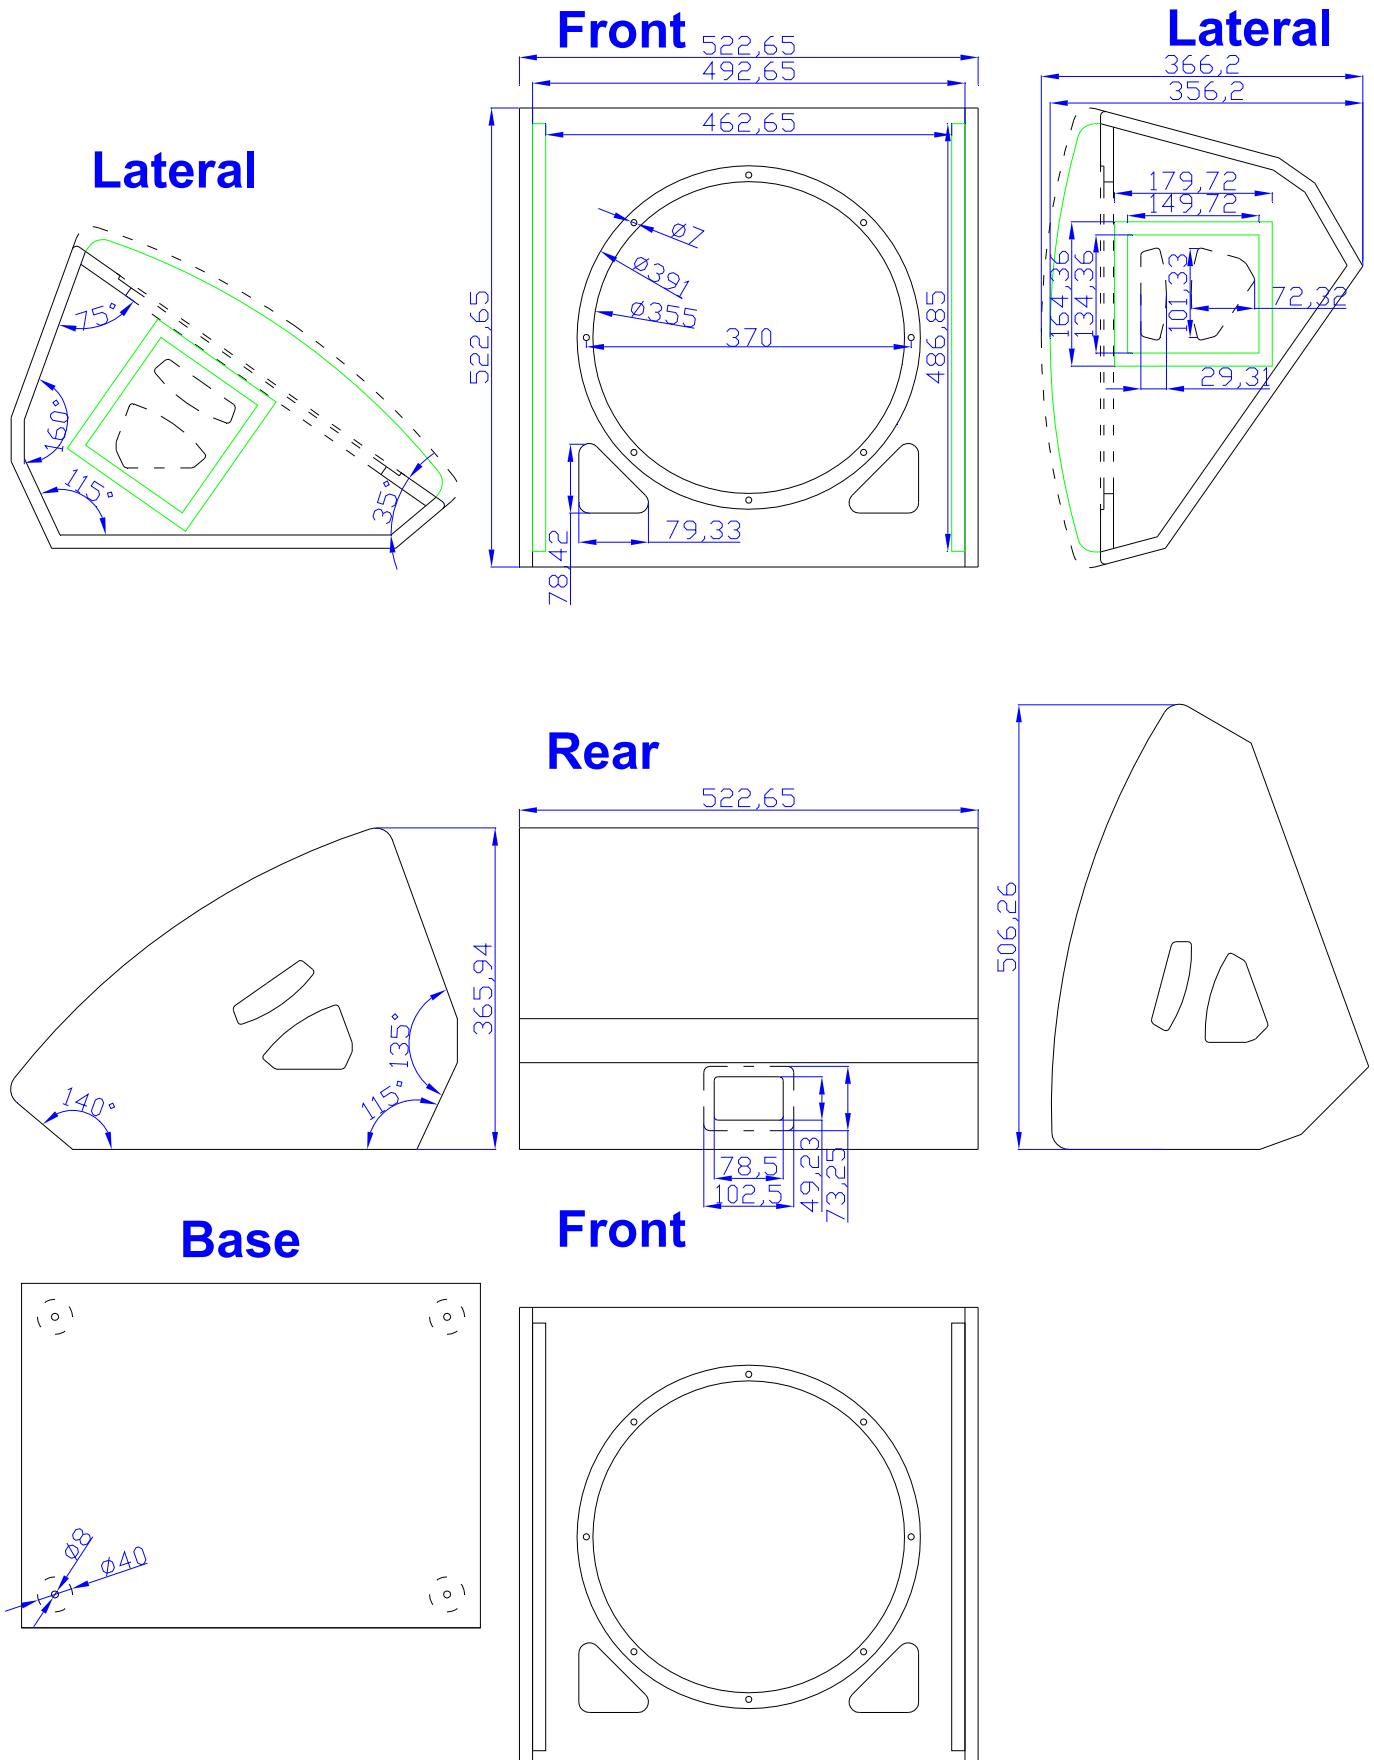 Front
Lateral
522,65
492,65
366,2
356,2
462,65
Lateral
179,72
149,72
ø7
ø391
ø355
370
522,65
486,85
164,36
134,36
101,33
72,32
29,31
75°
160°
115°
35°
79,33
78,42
Rear
522,65
506,26
365,94
135°
115°
140°
78,5
102,5
49,23
73,25
Base
Front
ø8
ø40